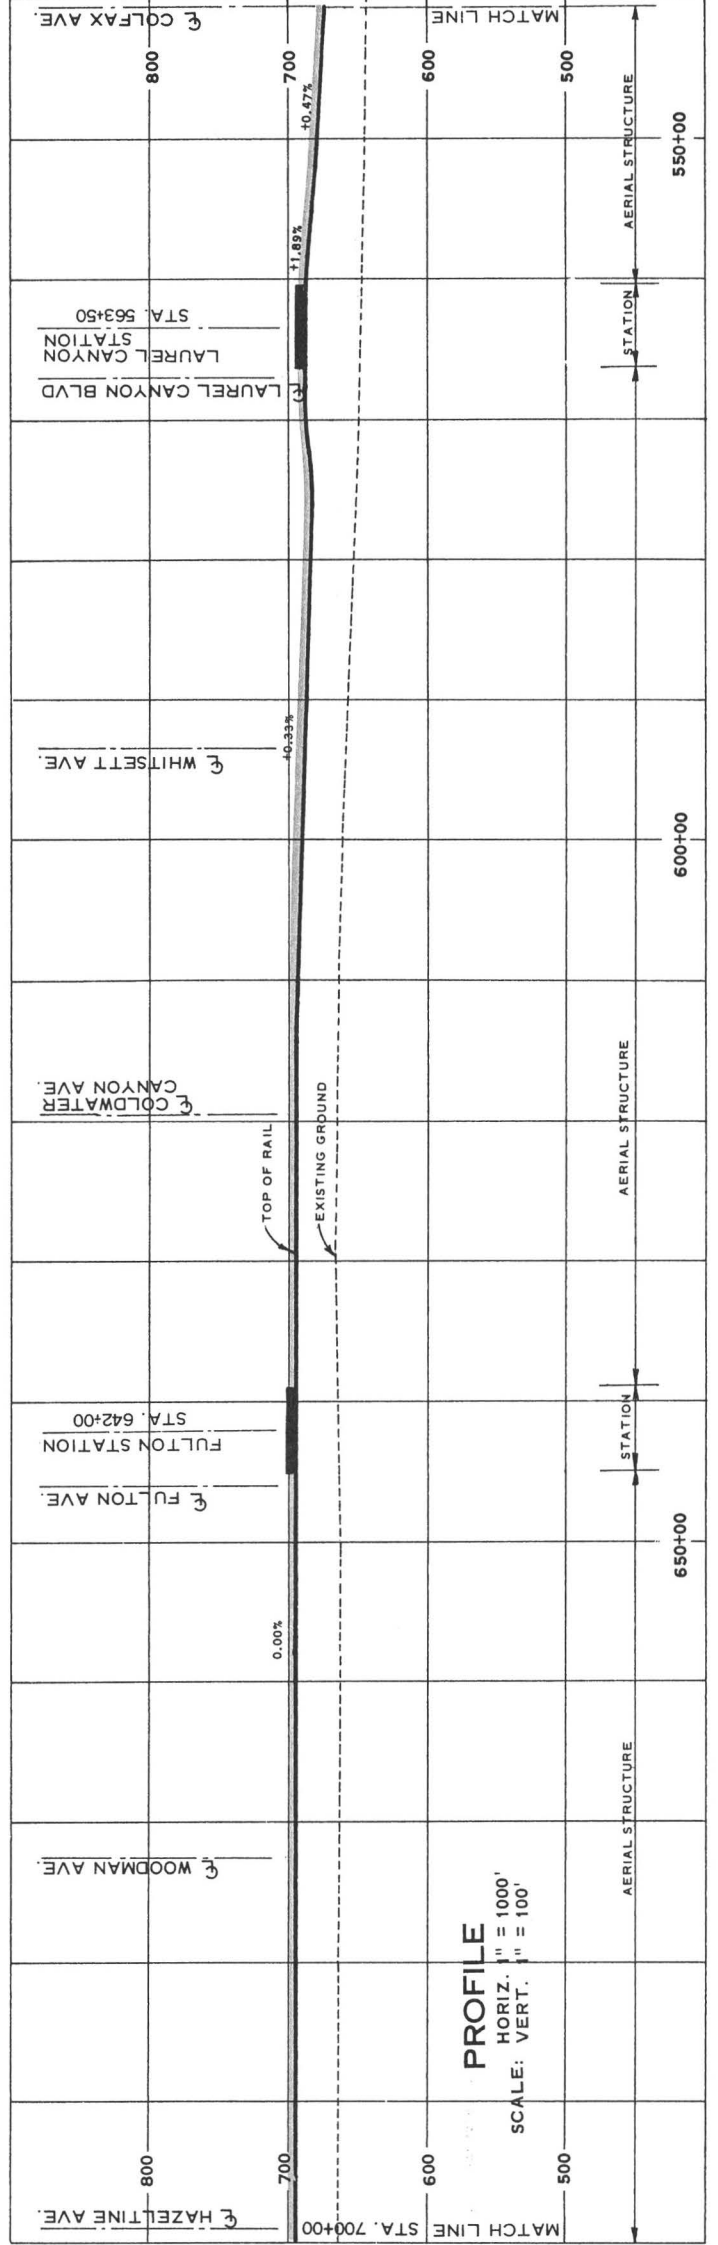 ℄ HAZELTINE AVE.
800
700
600
500
MATCH LINE STA. 700+00
PROFILE
HORIZ. 1" = 1000'
SCALE: VERT. 1" = 100'
℄ WOODMAN AVE.
AERIAL STRUCTURE
0.00%
650+00
℄ FULTON AVE.
FULTON STATION
STA. 642+00
STATION
TOP OF RAIL
EXISTING GROUND
℄ COLDWATER
CANYON AVE.
AERIAL STRUCTURE
600+00
℄ WHITSETT AVE.
+0.33%
℄ LAUREL CANYON BLVD
LAUREL CANYON
STATION
STA. 563+50
STATION
+1.89%
+0.47%
AERIAL STRUCTURE
550+00
℄ COLFAX AVE.
800
700
600
500
MATCH LINE